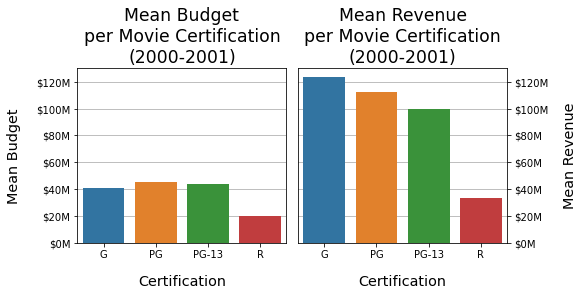 Mean Budget
per Movie Certification
(2000-2001)
Mean Revenue
per Movie Certification
(2000-2001)
Mean Budget
$120M
$100M
$80M
$60M
$40M
$20M
$0M
G PG PG-13 R
Certification
G PG PG-13 R
Certification
$120M
$100M
$80M
$60M
$40M
$20M
$0M
Mean Revenue